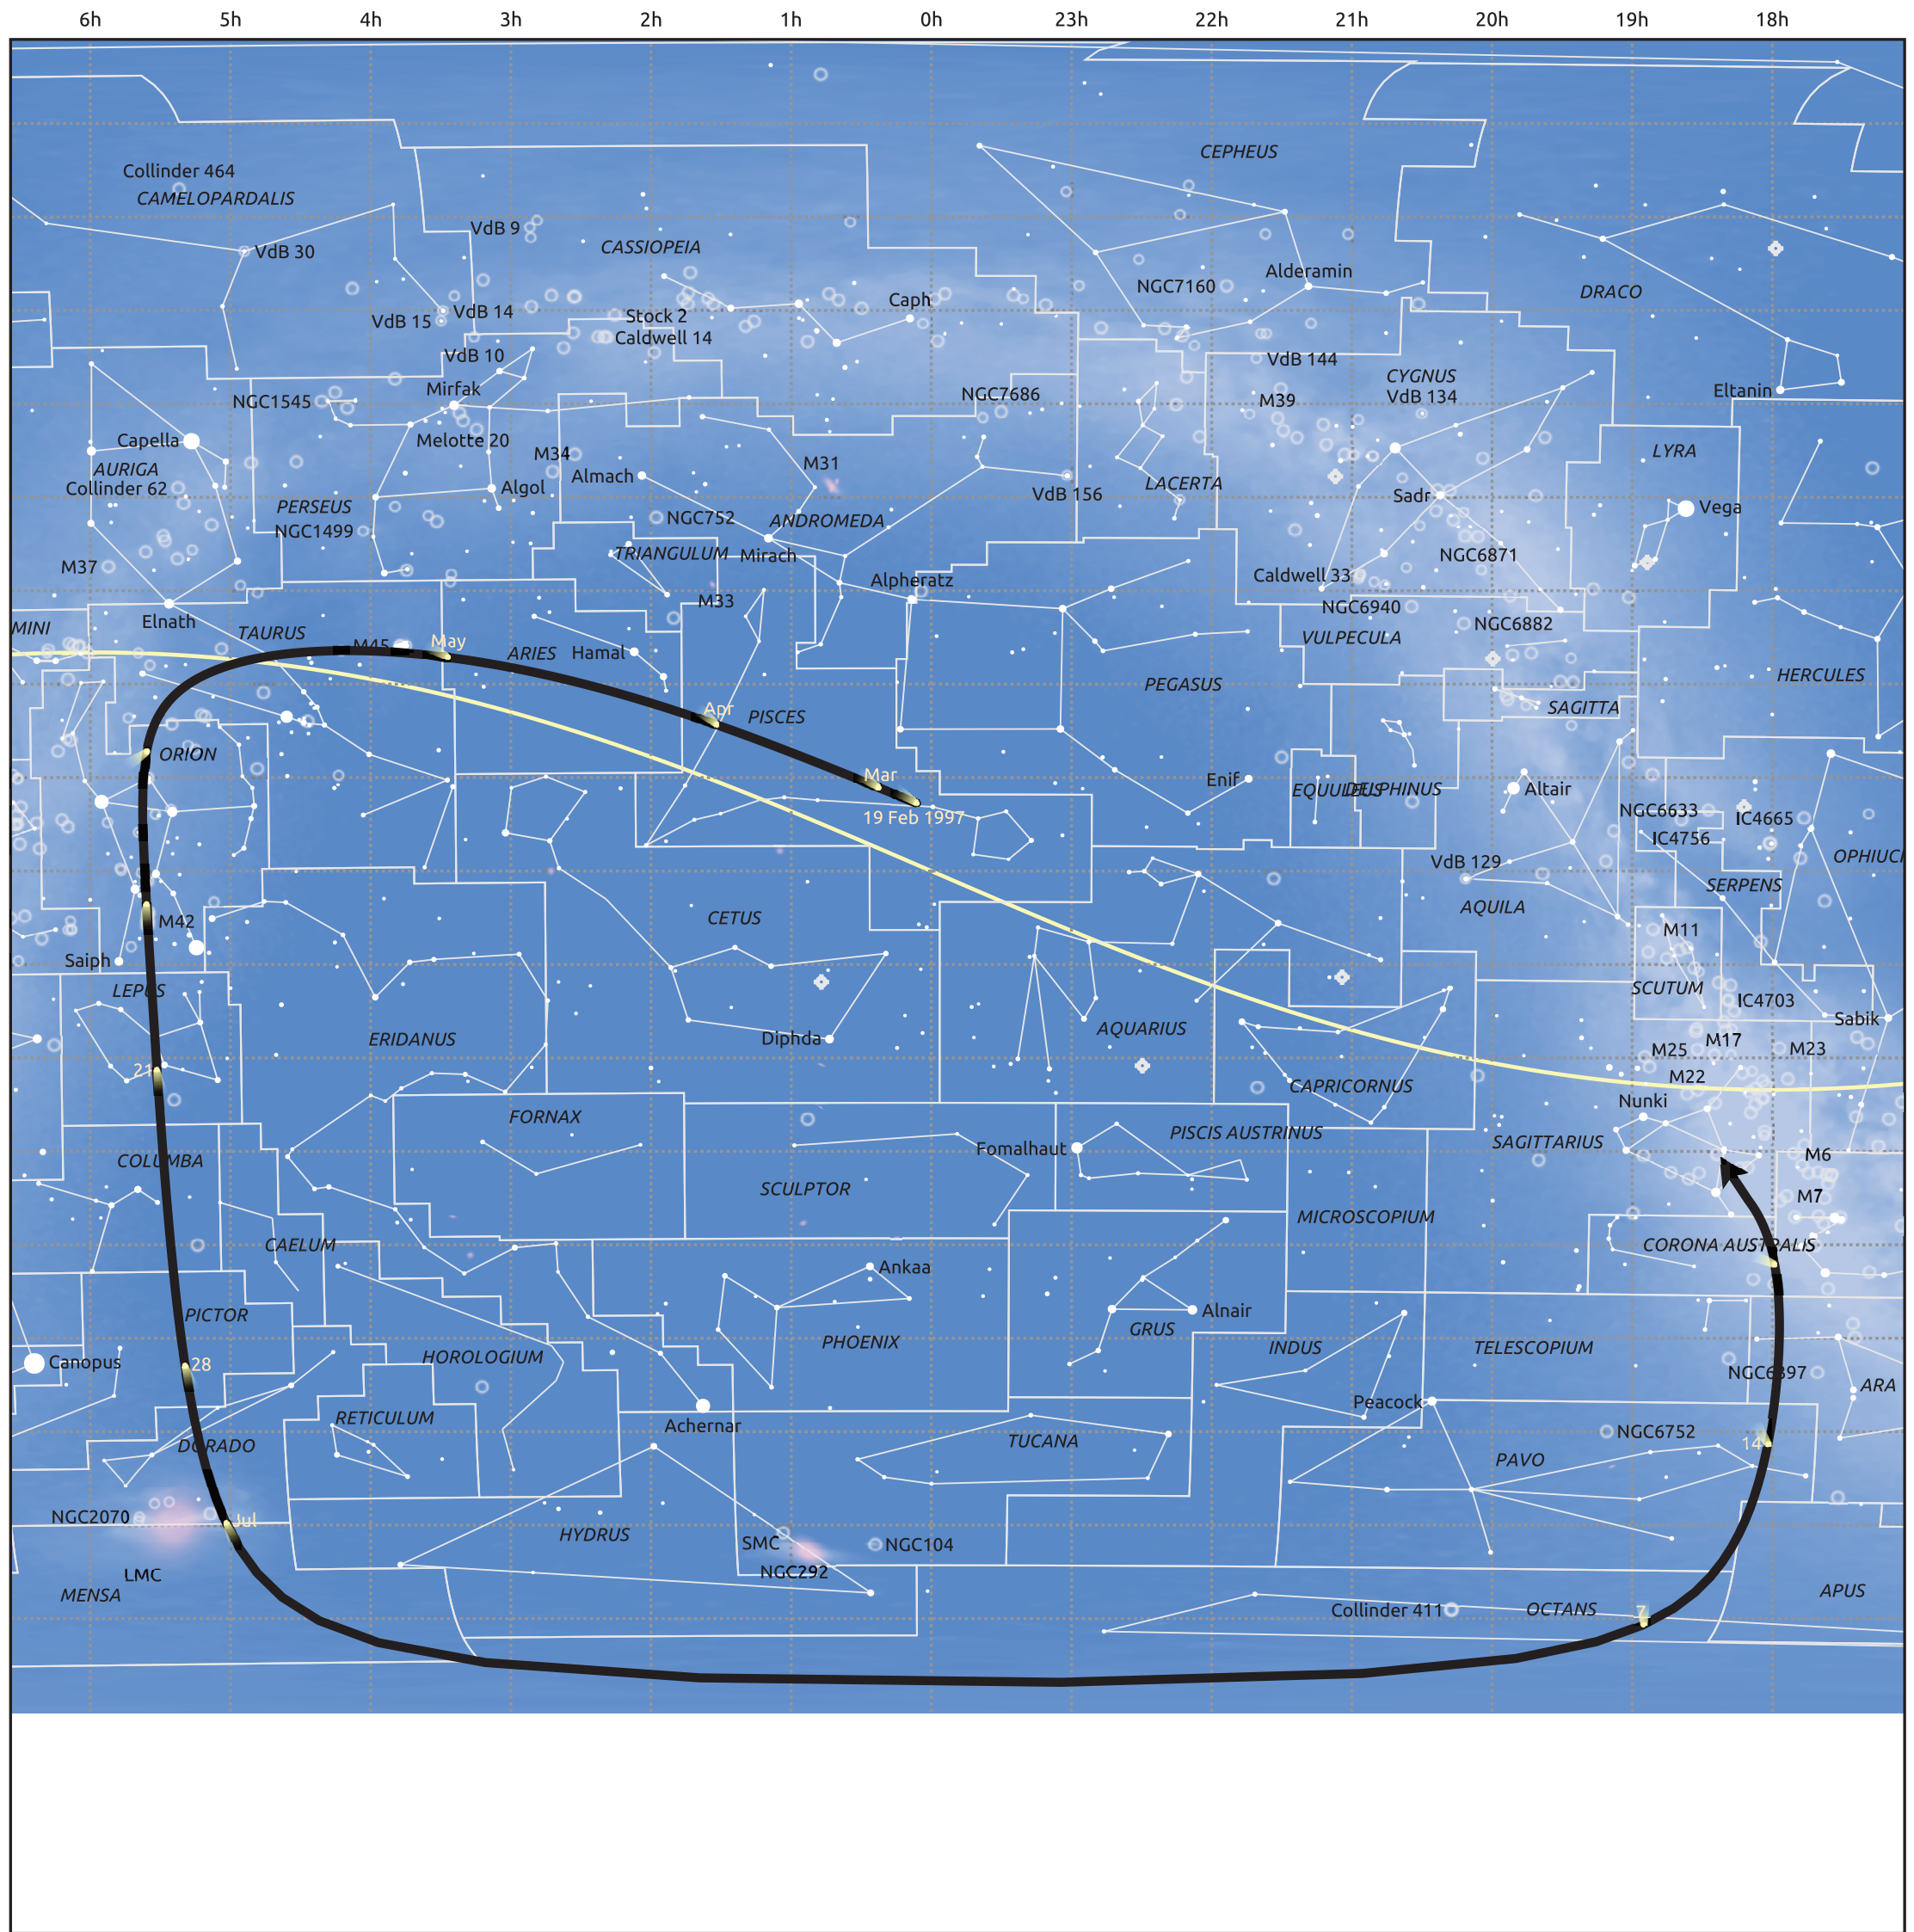 6h 5h 4h 3h 2h 1h 0h 23h 22h 21h 20h 19h 18h
CEPHEUS
Collinder 464
CAMELOPARDALIS
VdB 9
CASSIOPEIA
VdB 30
Alderamin
NGC7160
DRACO
Caph
VdB 14
Stock 2
VdB 15
Caldwell 14
VdB 10
VdB 144
CYGNUS
Mirfak
VdB 134
Eltanin
NGC7686
NGC1545
M39
Capella
Melotte 20
LYRA
M34
M31
AURIGA
Almach
Collinder 62
Algol
LACERTA
VdB 156
Sadr
PERSEUS
Vega
NGC752
ANDROMEDA
NGC1499
TRIANGULUM
Mirach
NGC6871
M37
Caldwell 33
Alpheratz
M33
NGC6940
Elnath
NGC6882
MINI
TAURUS
VULPECULA
May
M45
ARIES
Hamal
HERCULES
PEGASUS
Apr
PISCES
SAGITTA
ORION
Mar
Enif
EQUULEUS
DELPHINUS
Altair
19 Feb 1997
NGC6633
IC4665
IC4756
VdB 129
OPHIUCI
SERPENS
AQUILA
CETUS
M42
M11
Saiph
LEPUS
SCUTUM
IC4703
Sabik
AQUARIUS
ERIDANUS
Diphda
M17
M25
M23
21
M22
CAPRICORNUS
Nunki
FORNAX
PISCIS AUSTRINUS
SAGITTARIUS
Fomalhaut
M6
COLUMBA
SCULPTOR
M7
MICROSCOPIUM
CAELUM
CORONA AUSTRALIS
Ankaa
Alnair
PICTOR
GRUS
PHOENIX
INDUS
TELESCOPIUM
HOROLOGIUM
Canopus
28
NGC6397
ARA
Peacock
RETICULUM
Achernar
NGC6752
TUCANA
14
DORADO
PAVO
NGC2070
Jul
HYDRUS
SMC
NGC104
NGC292
LMC
MENSA
APUS
Collinder 411
OCTANS
7